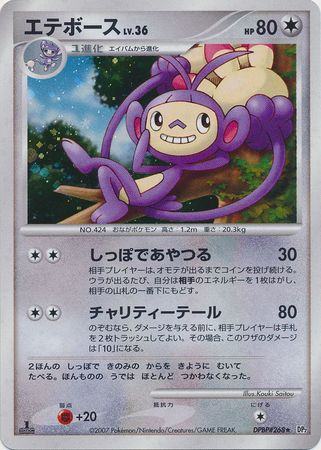 エテボース LV.36 HP80
1進化 エイパムから進化
NO.424 おながポケモン 高さ：1.2m 重さ：20.3kg
しっぽであやつる 30
相手プレイヤーは、オモテが出るまでコインを投げ続ける。
ウラが出るたび、自分は相手のエネルギーを1枚はがし、
相手の山札の一番下にもどす。
チャリティーテール 80
のぞむなら、ダメージを与える前に、相手プレイヤーは手札
を2枚トラッシュしてよい。その場合、このワザのダメージ
は「10」になる。
2ほんの しっぽで きのみの からを きように むいて
たべる。ほんものの うでは ほとんど つかわなくなった。
Illus.Kouki Saitou
弱点 抵抗力 にげる
+20
1 EDITION
©2007 Pokémon/Nintendo/Creatures/GAME FREAK.
DPBP#268★ DP3